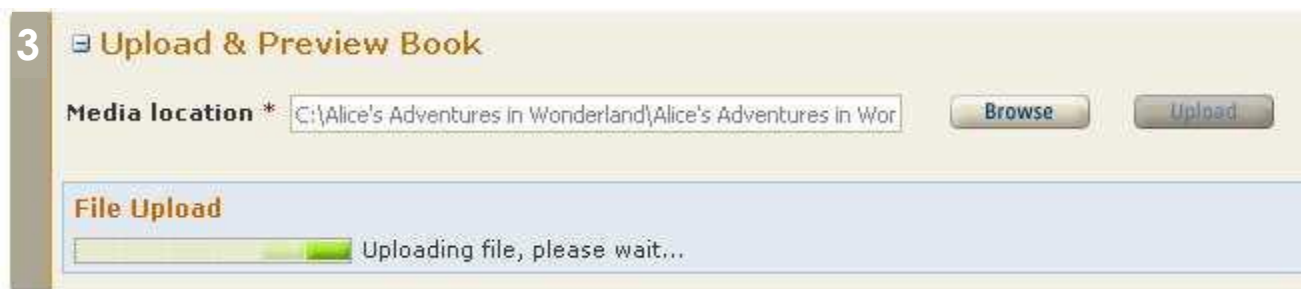 3
Upload & Preview Book
Media location * C:\Alice's Adventures in Wonderland\Alice's Adventures in Wor Browse Upload
File Upload
Uploading file, please wait...